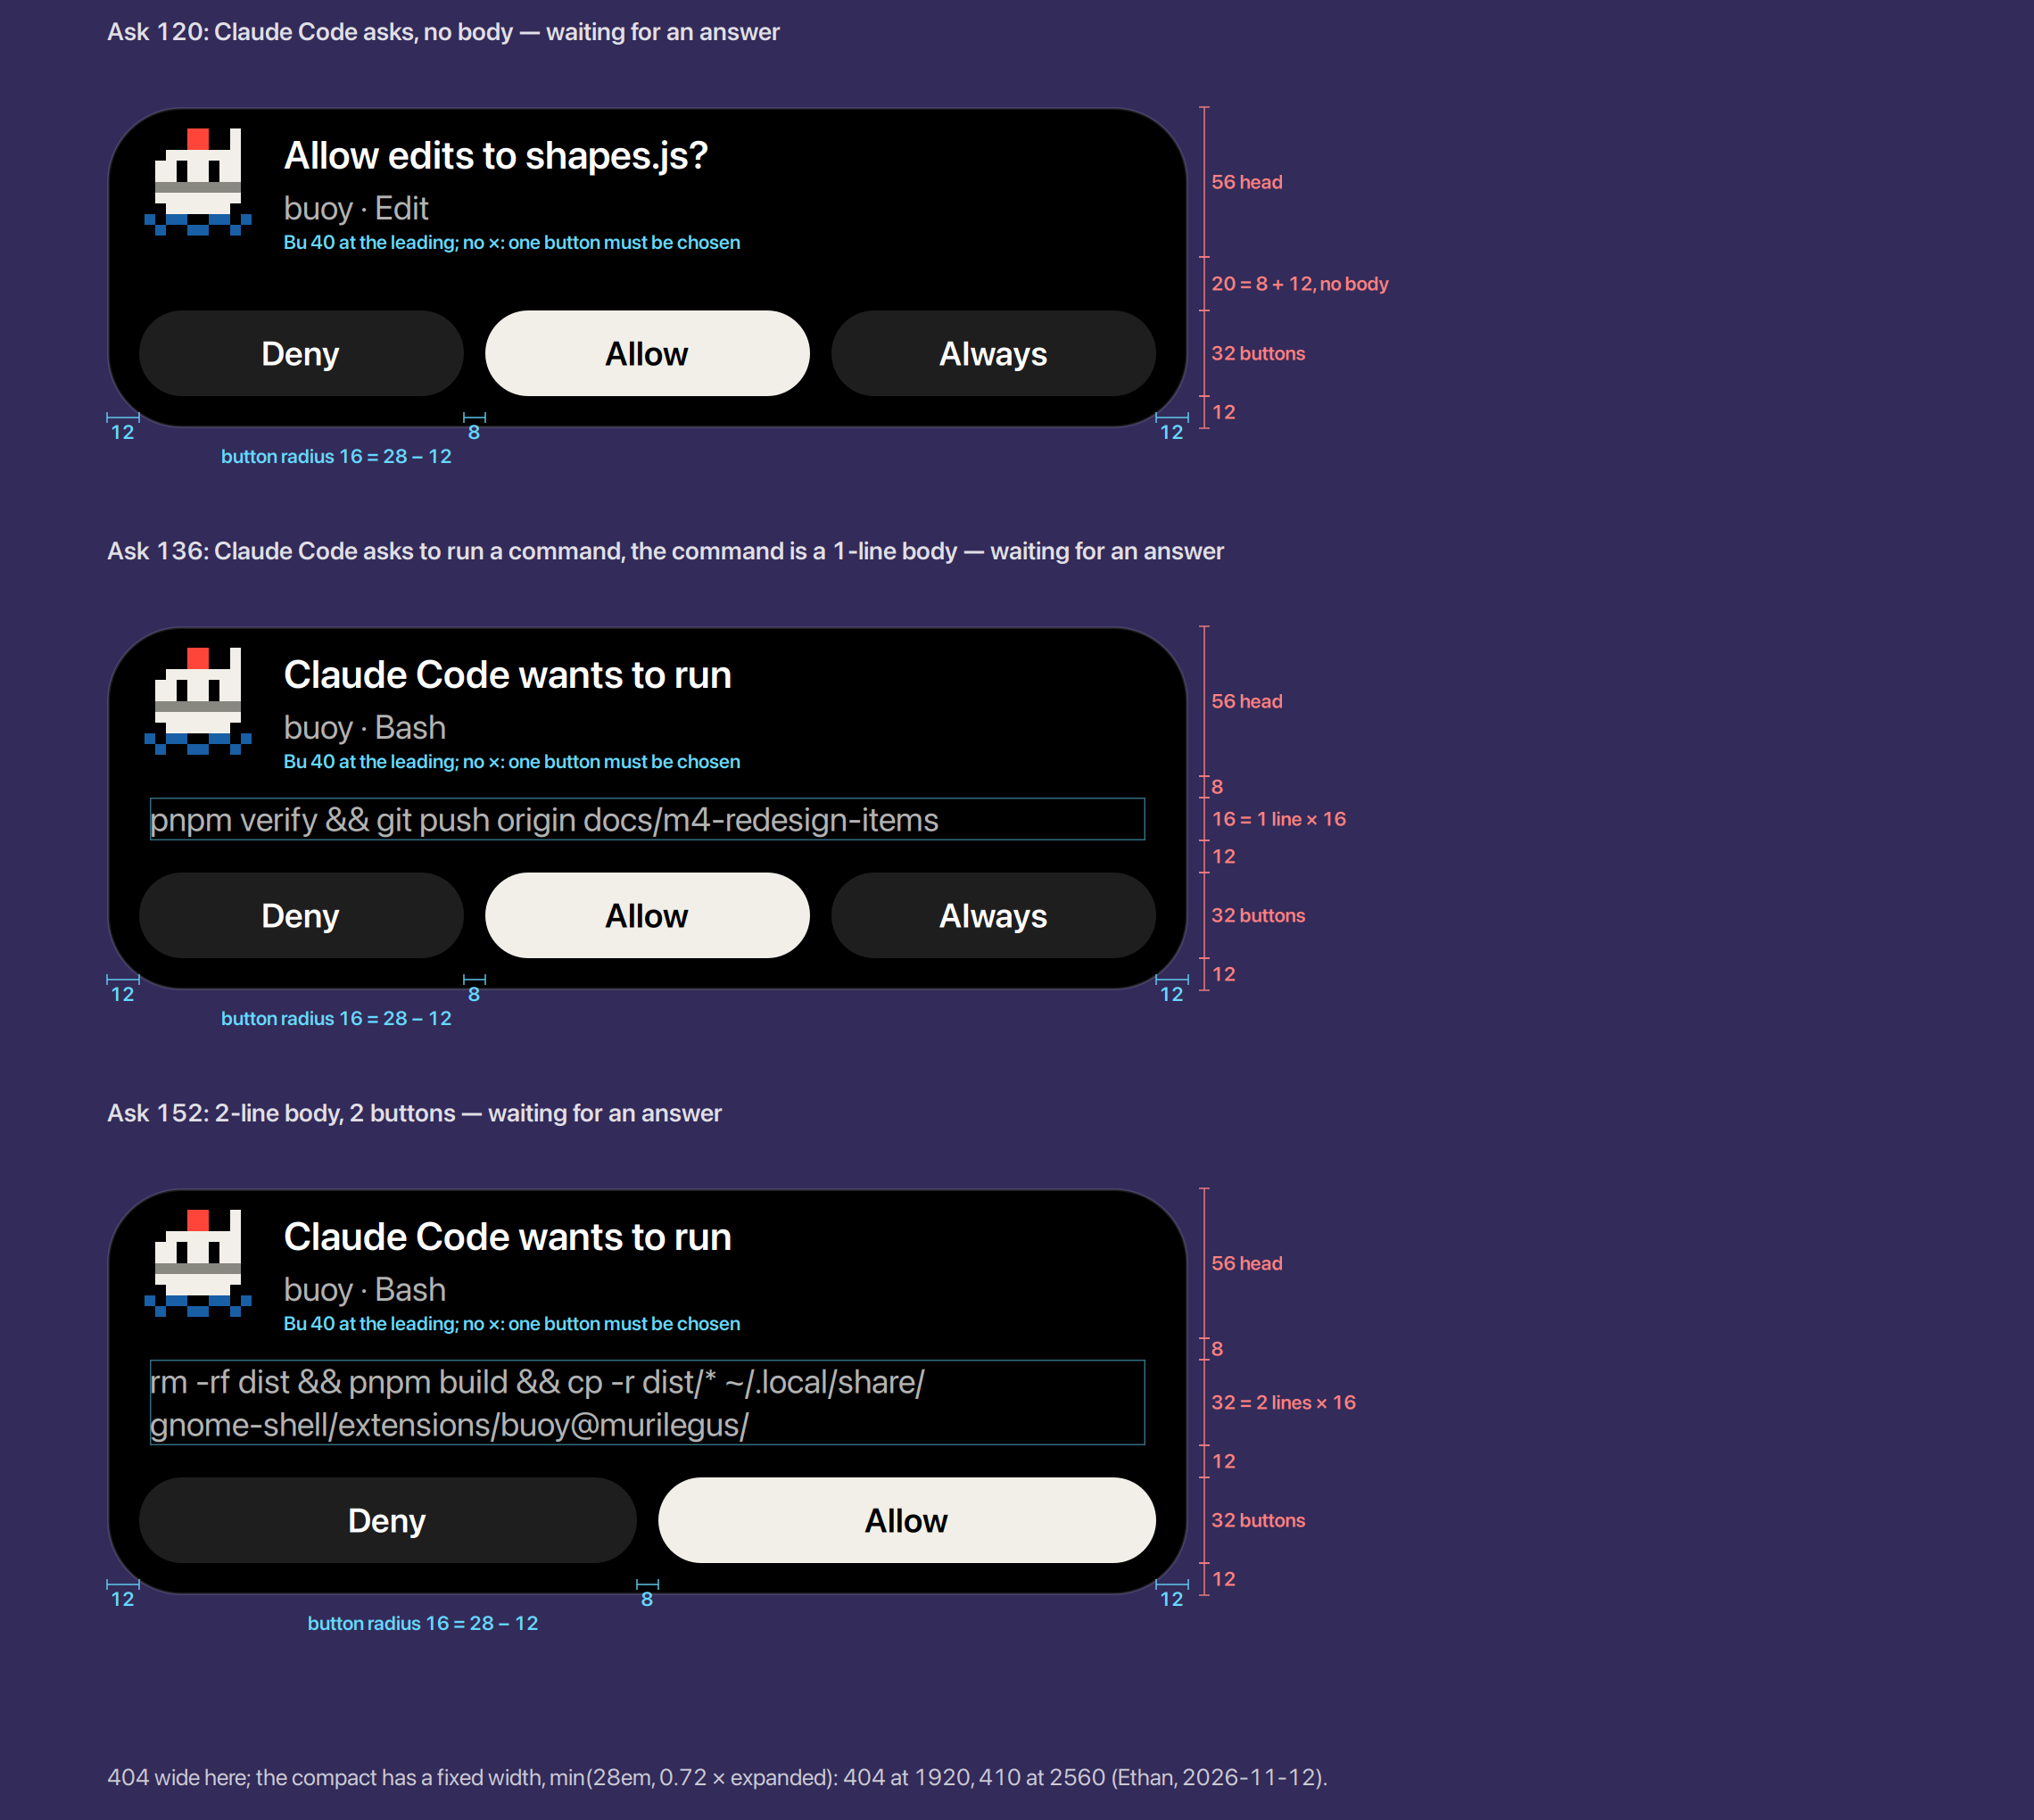 Ask 120: Claude Code asks, no body — waiting for an answer
Allow edits to shapes.js?
buoy · Edit
Bu 40 at the leading; no ×: one button must be chosen
56 head
20 = 8 + 12, no body
Deny
Allow
Always
32 buttons
12
12
8
12
button radius 16 = 28 – 12
Ask 136: Claude Code asks to run a command, the command is a 1-line body — waiting for an answer
Claude Code wants to run
buoy · Bash
Bu 40 at the leading; no ×: one button must be chosen
56 head
8
pnpm verify && git push origin docs/m4-redesign-items
16 = 1 line × 16
12
Deny
Allow
Always
32 buttons
12
12
8
12
button radius 16 = 28 – 12
Ask 152: 2-line body, 2 buttons — waiting for an answer
Claude Code wants to run
buoy · Bash
Bu 40 at the leading; no ×: one button must be chosen
56 head
8
rm -rf dist && pnpm build && cp -r dist/* ~/.local/share/
gnome-shell/extensions/buoy@murilegus/
32 = 2 lines × 16
12
Deny
Allow
32 buttons
12
12
8
12
button radius 16 = 28 – 12
404 wide here; the compact has a fixed width, min(28em, 0.72 × expanded): 404 at 1920, 410 at 2560 (Ethan, 2026-11-12).